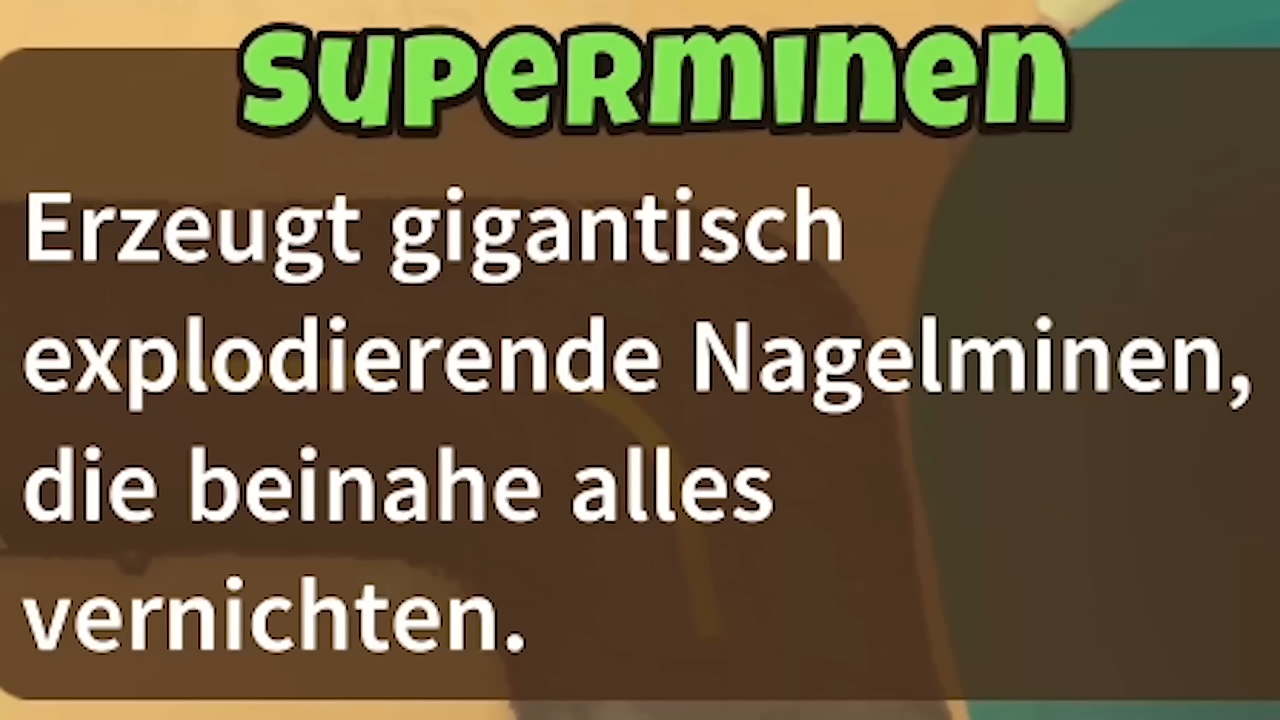 SUPERMINEN
Erzeugt gigantisch
explodierende Nagelminen,
die beinahe alles
vernichten.